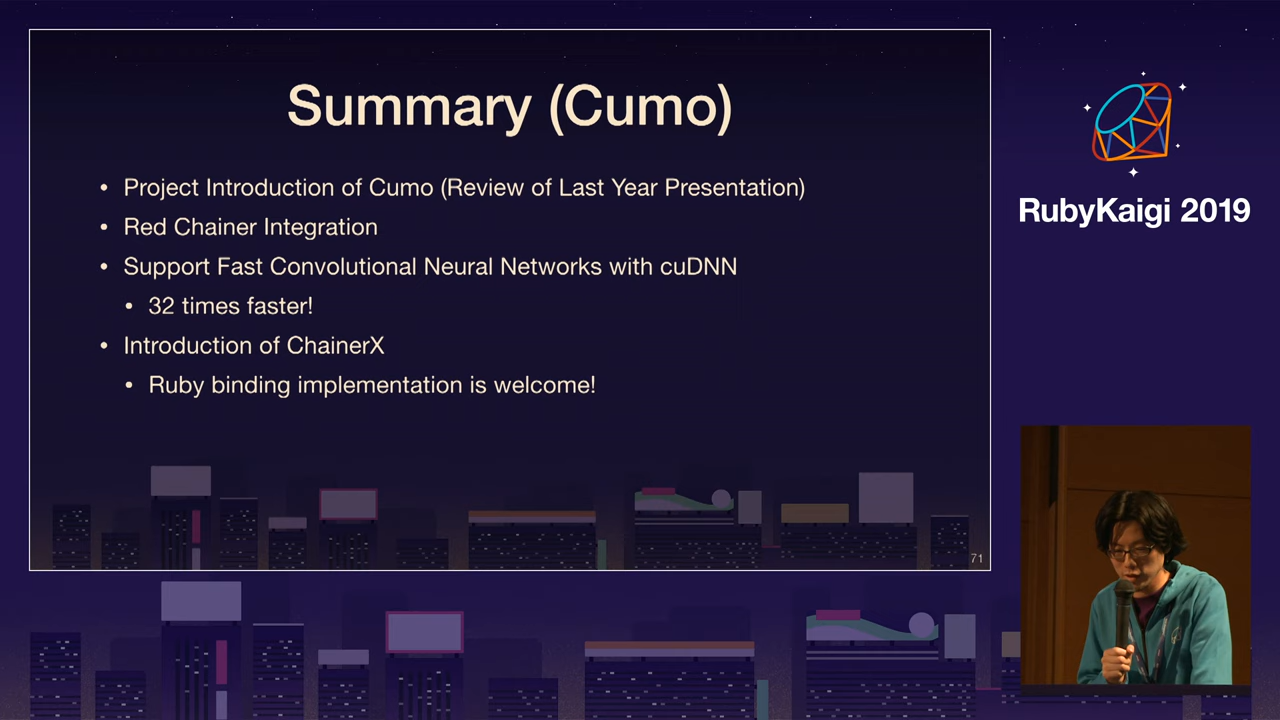 Summary (Cumo)
• Project Introduction of Cumo (Review of Last Year Presentation)
• Red Chainer Integration
• Support Fast Convolutional Neural Networks with cuDNN
• 32 times faster!
• Introduction of ChainerX
• Ruby binding implementation is welcome!
71
RubyKaigi 2019